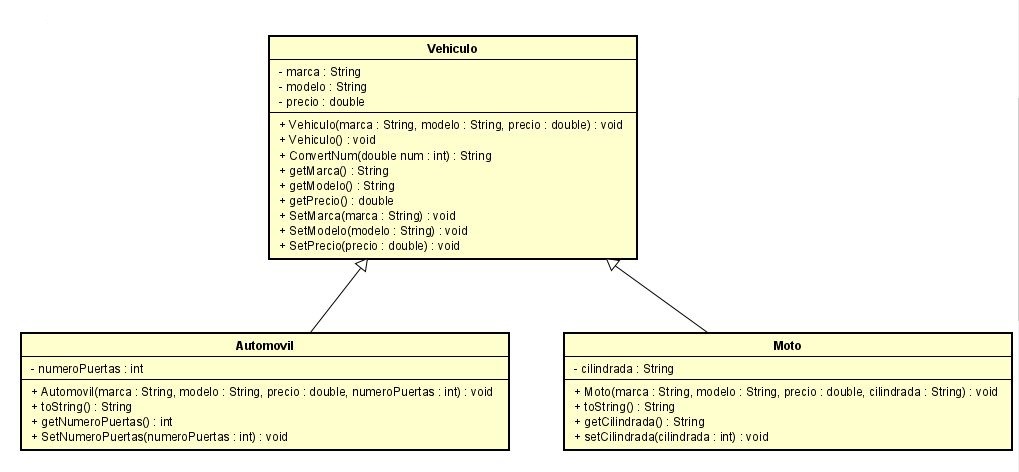 Vehiculo
- marca : String
- modelo : String
- precio : double
+ Vehiculo(marca : String, modelo : String, precio : double) : void
+ Vehiculo() : void
+ ConvertNum(double num : int) : String
+ getMarca() : String
+ getModelo() : String
+ getPrecio() : double
+ SetMarca(marca : String) : void
+ SetModelo(modelo : String) : void
+ SetPrecio(precio : double) : void
Automovil
- numeroPuertas : int
+ Automovil(marca : String, modelo : String, precio : double, numeroPuertas : int) : void
+ toString() : String
+ getNumeroPuertas() : int
+ SetNumeroPuertas(numeroPuertas : int) : void
Moto
- cilindrada : String
+ Moto(marca : String, modelo : String, precio : double, cilindrada : String) : void
+ toString() : String
+ getCilindrada() : String
+ setCilindrada(cilindrada : int) : void